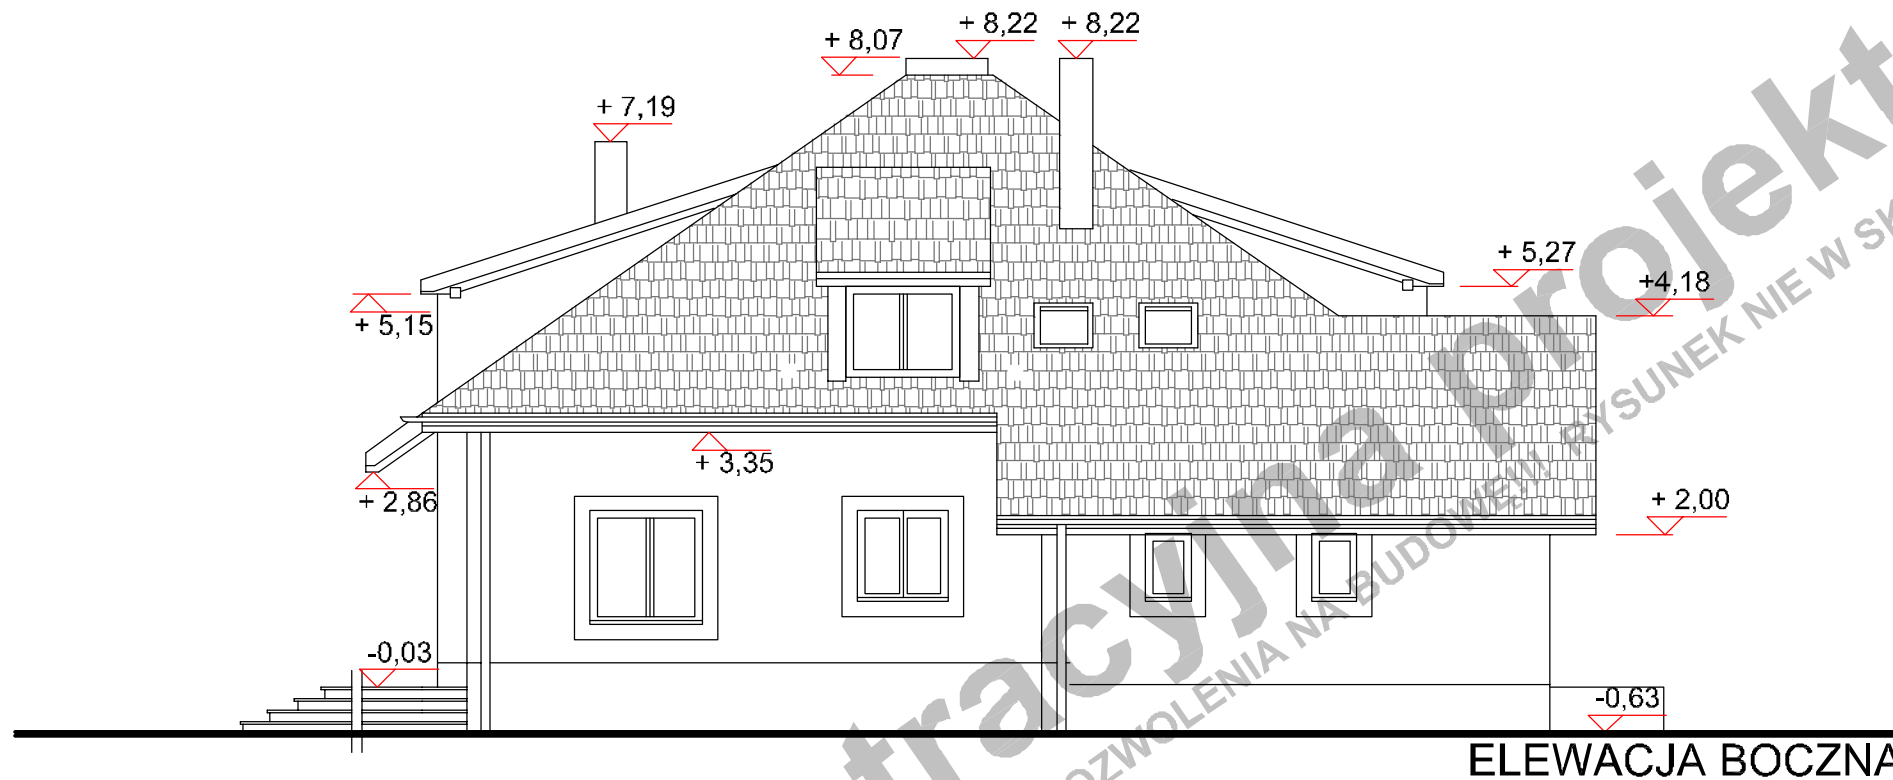 + 8,22 + 8,22
+ 8,07
+ 7,19
+ 5,27
+4,18
+ 5,15
+ 3,35
+ 2,86
+ 2,00
-0,03
-0,63
ELEWACJA BOCZNA
tracyjna projekt
OZWOLENIA NA BUDOWĘ!!! RYSUNEK NIE W SK